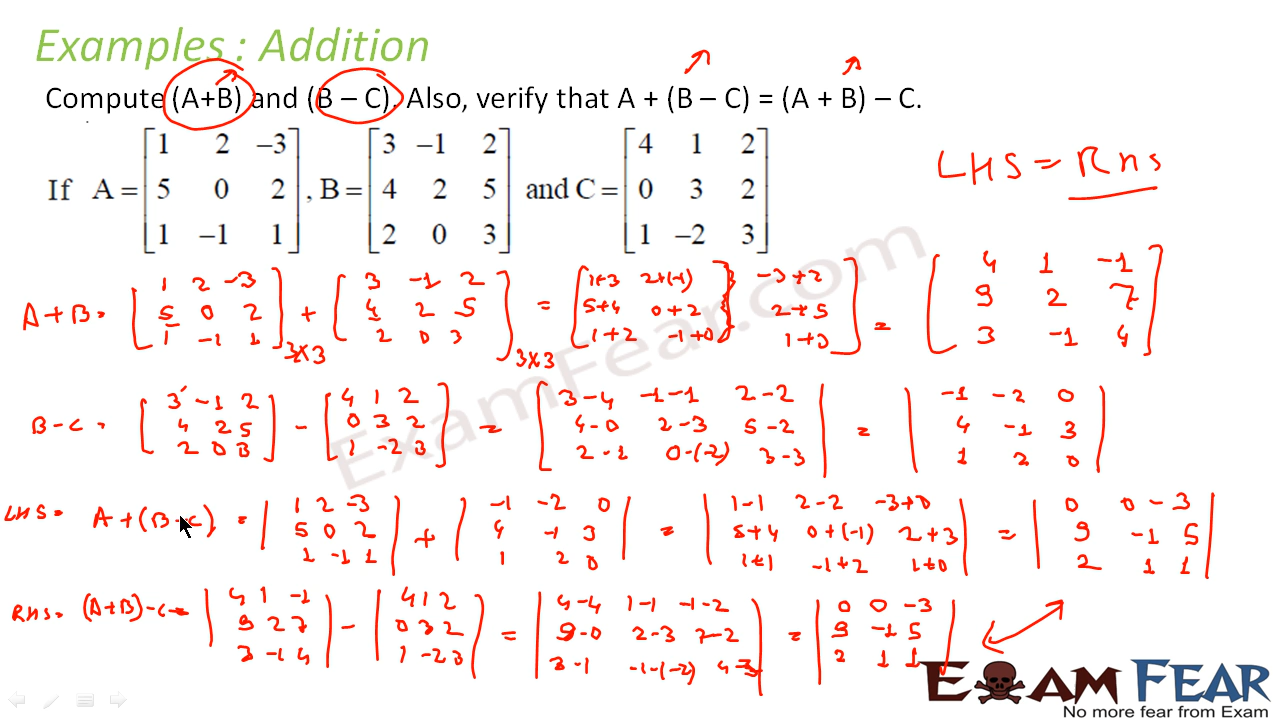 Examples : Addition
Compute (A+B) and (B – C). Also, verify that A + (B – C) = (A + B) – C.
If A = [1 2 –3
5 0 2
1 –1 1] , B = [3 –1 2
4 2 5
2 0 3] and C = [4 1 2
0 3 2
1 –2 3]
LHS = RHS
A+B = [1 2 -3
5 0 2
1 -1 1] 3×3 + [3 -1 2
4 2 5
2 0 3] 3×3 = [1+3 2+(-1) -3+2
5+4 0+2 2+5
1+2 -1+0 1+3] = [4 1 -1
9 2 7
3 -1 4]
B-C = [3 -1 2
4 2 5
2 0 3] - [4 1 2
0 3 2
1 -2 3] = [3-4 -1-1 2-2
4-0 2-3 5-2
2-1 0-(-2) 3-3] = [-1 -2 0
4 -1 3
1 2 0]
LHS = A+(B-C) = [1 2 -3
5 0 2
1 -1 1] + [-1 -2 0
4 -1 3
1 2 0] = [1-1 2-2 -3+0
5+4 0+(-1) 2+3
1+1 -1+2 1+0] = [0 0 -3
9 -1 5
2 1 1]
RHS = (A+B)-C = [4 1 -1
9 2 7
3 -1 4] - [4 1 2
0 3 2
1 -2 3] = [4-4 1-1 -1-2
9-0 2-3 7-2
3-1 -1-(-2) 4-3] = [0 0 -3
9 -1 5
2 1 1]
ExamFear.com
EXAM FEAR
No more fear from Exam